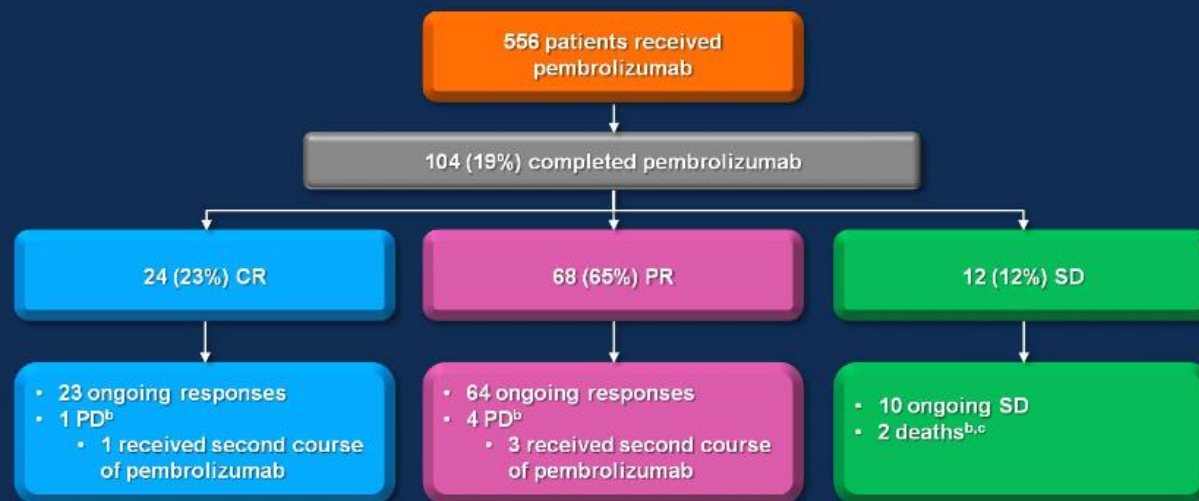 556 patients received
pembrolizumab
104 (19%) completed pembrolizumab
24 (23%) CR
68 (65%) PR
12 (12%) SD
• 23 ongoing responses
• 1 PDᵇ
• 1 received second course
of pembrolizumab
• 64 ongoing responses
• 4 PDᵇ
• 3 received second course
of pembrolizumab
• 10 ongoing SD
• 2 deathsᵇ,ᶜ